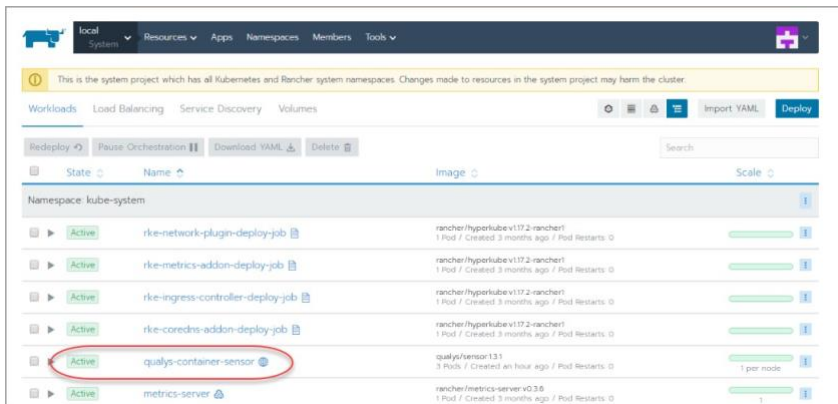 local
System
Resources Apps Namespaces Members Tools
This is the system project which has all Kubernetes and Rancher system namespaces. Changes made to resources in the system project may harm the cluster.
Workloads Load Balancing Service Discovery Volumes Import YAML Deploy
Redeploy Pause Orchestration Download YAML Delete Search
State Name Image Scale
Namespace: kube-system
Active rke-network-plugin-deploy-job rancher/hyperkube:v1.17.2-rancher1
1 Pod / Created 3 months ago / Pod Restarts: 0
Active rke-metrics-addon-deploy-job rancher/hyperkube:v1.17.2-rancher1
1 Pod / Created 3 months ago / Pod Restarts: 0
Active rke-ingress-controller-deploy-job rancher/hyperkube:v1.17.2-rancher1
1 Pod / Created 3 months ago / Pod Restarts: 0
Active rke-coredns-addon-deploy-job rancher/hyperkube:v1.17.2-rancher1
1 Pod / Created 3 months ago / Pod Restarts: 0
Active qualys-container-sensor qualys/sensor:1.3.1
3 Pods / Created an hour ago / Pod Restarts: 0 1 per node
Active metrics-server rancher/metrics-server:v0.3.6
1 Pod / Created 3 months ago / Pod Restarts: 0 1